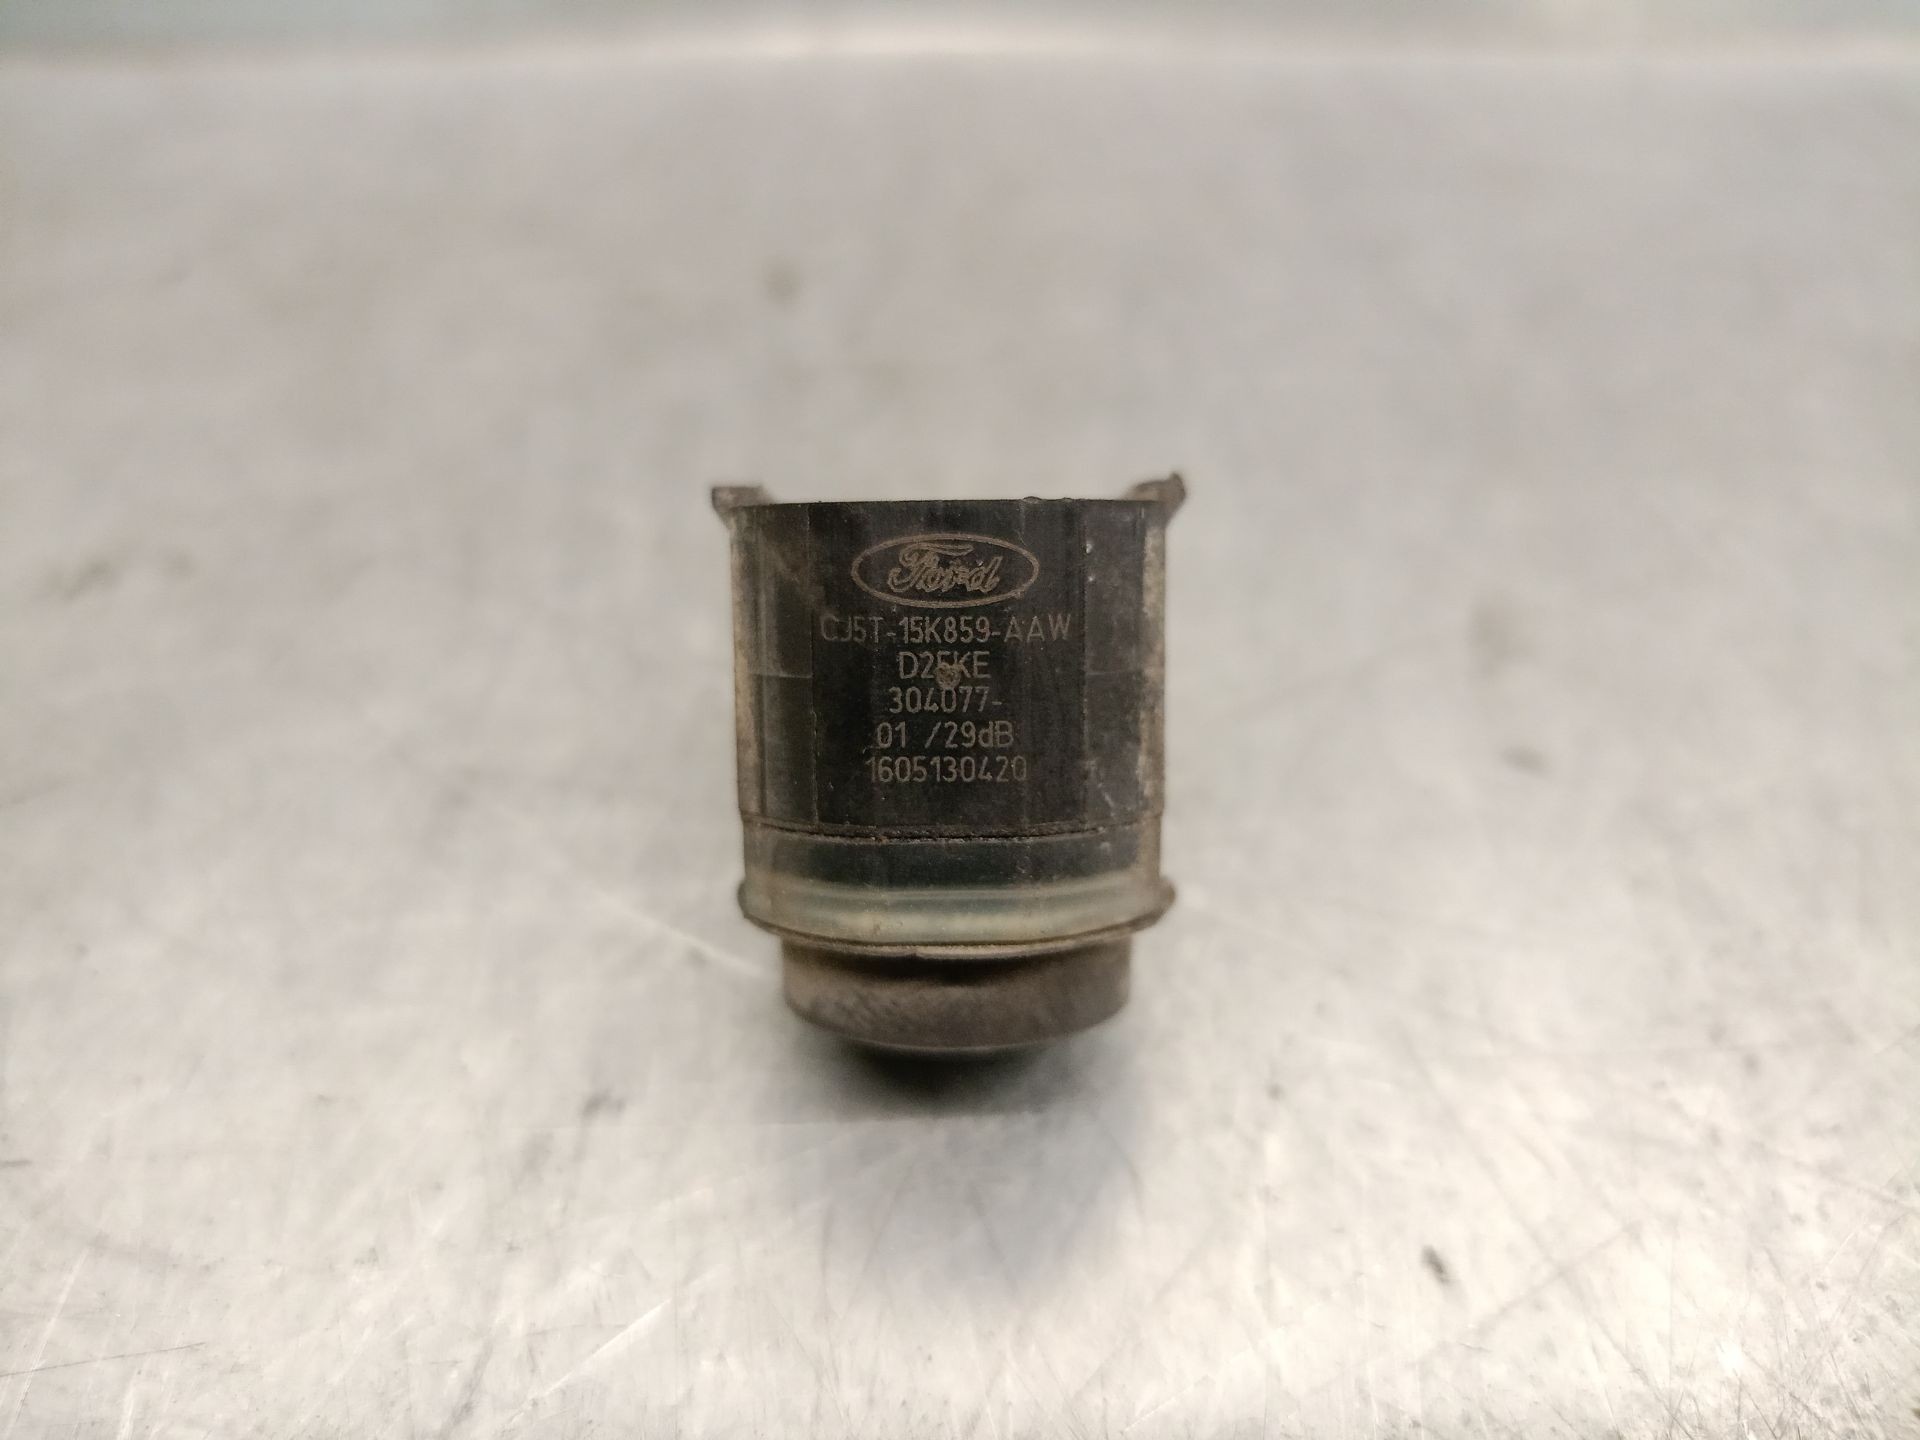 Ford
CJ5T-15K859-AAW
D25KE
304077-
01 /29dB
1605130420